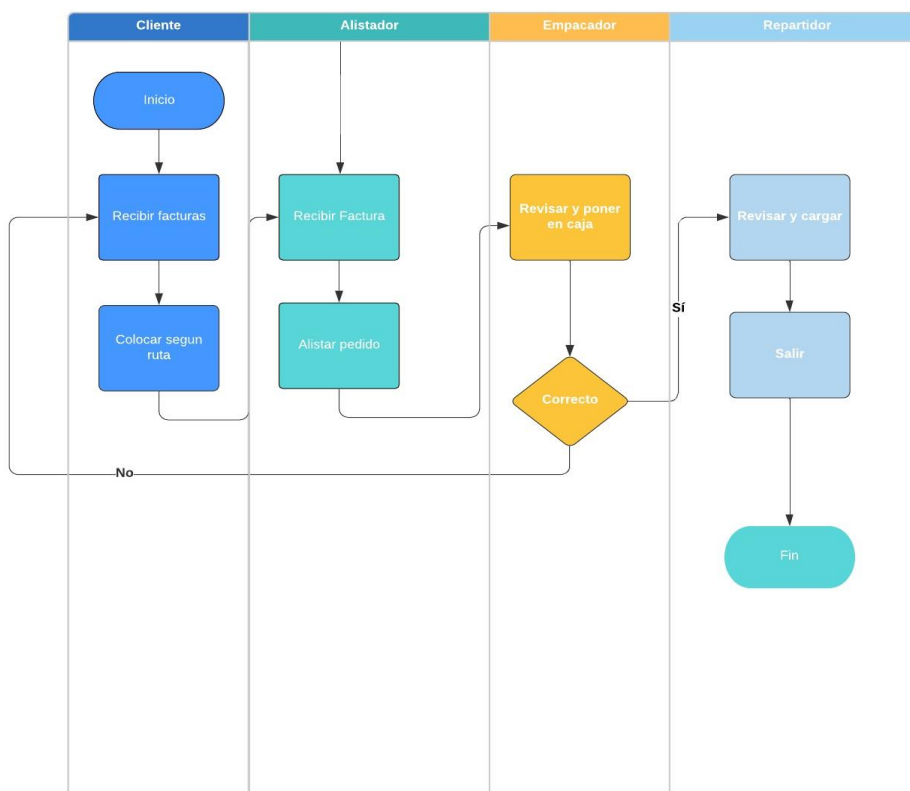 Cliente
Alistador
Empacador
Repartidor
Inicio
Recibir facturas
Recibir Factura
Revisar y poner
en caja
Revisar y cargar
Sí
Colocar segun
ruta
Alistar pedido
Salir
Correcto
No
Fin